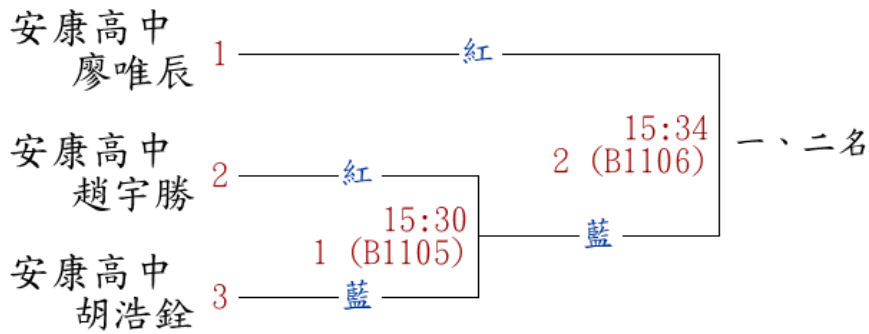 安康高中
廖唯辰 1
紅
15:34
2 (B1106)
一、二名
安康高中
趙宇勝 2
紅
15:30
1 (B1105)
藍
安康高中
胡浩銓 3
藍